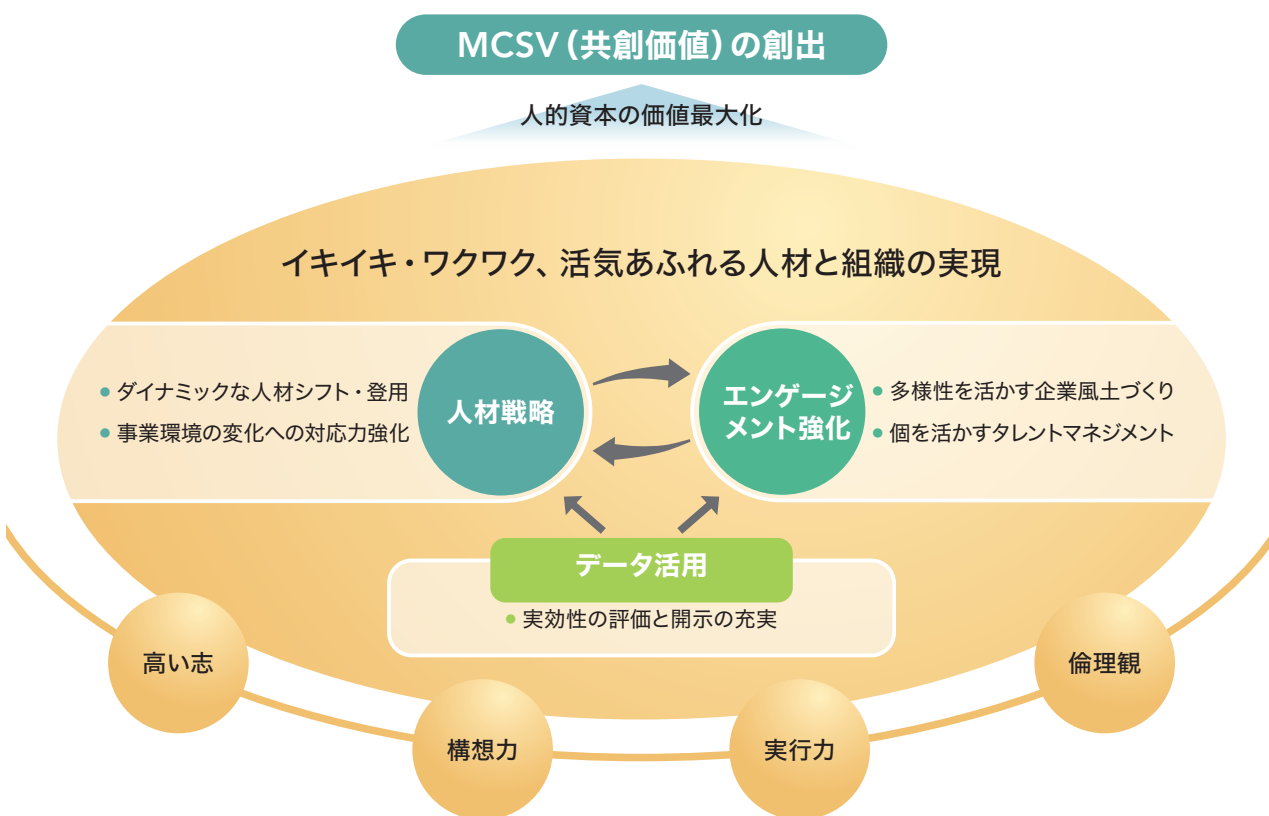 MCSV（共創価値）の創出
人的資本の価値最大化
イキイキ・ワクワク、活気あふれる人材と組織の実現
• ダイナミックな人材シフト・登用
• 事業環境の変化への対応力強化
人材戦略
エンゲージ
メント強化
• 多様性を活かす企業風土づくり
• 個を活かすタレントマネジメント
データ活用
• 実効性の評価と開示の充実
高い志
構想力
実行力
倫理観